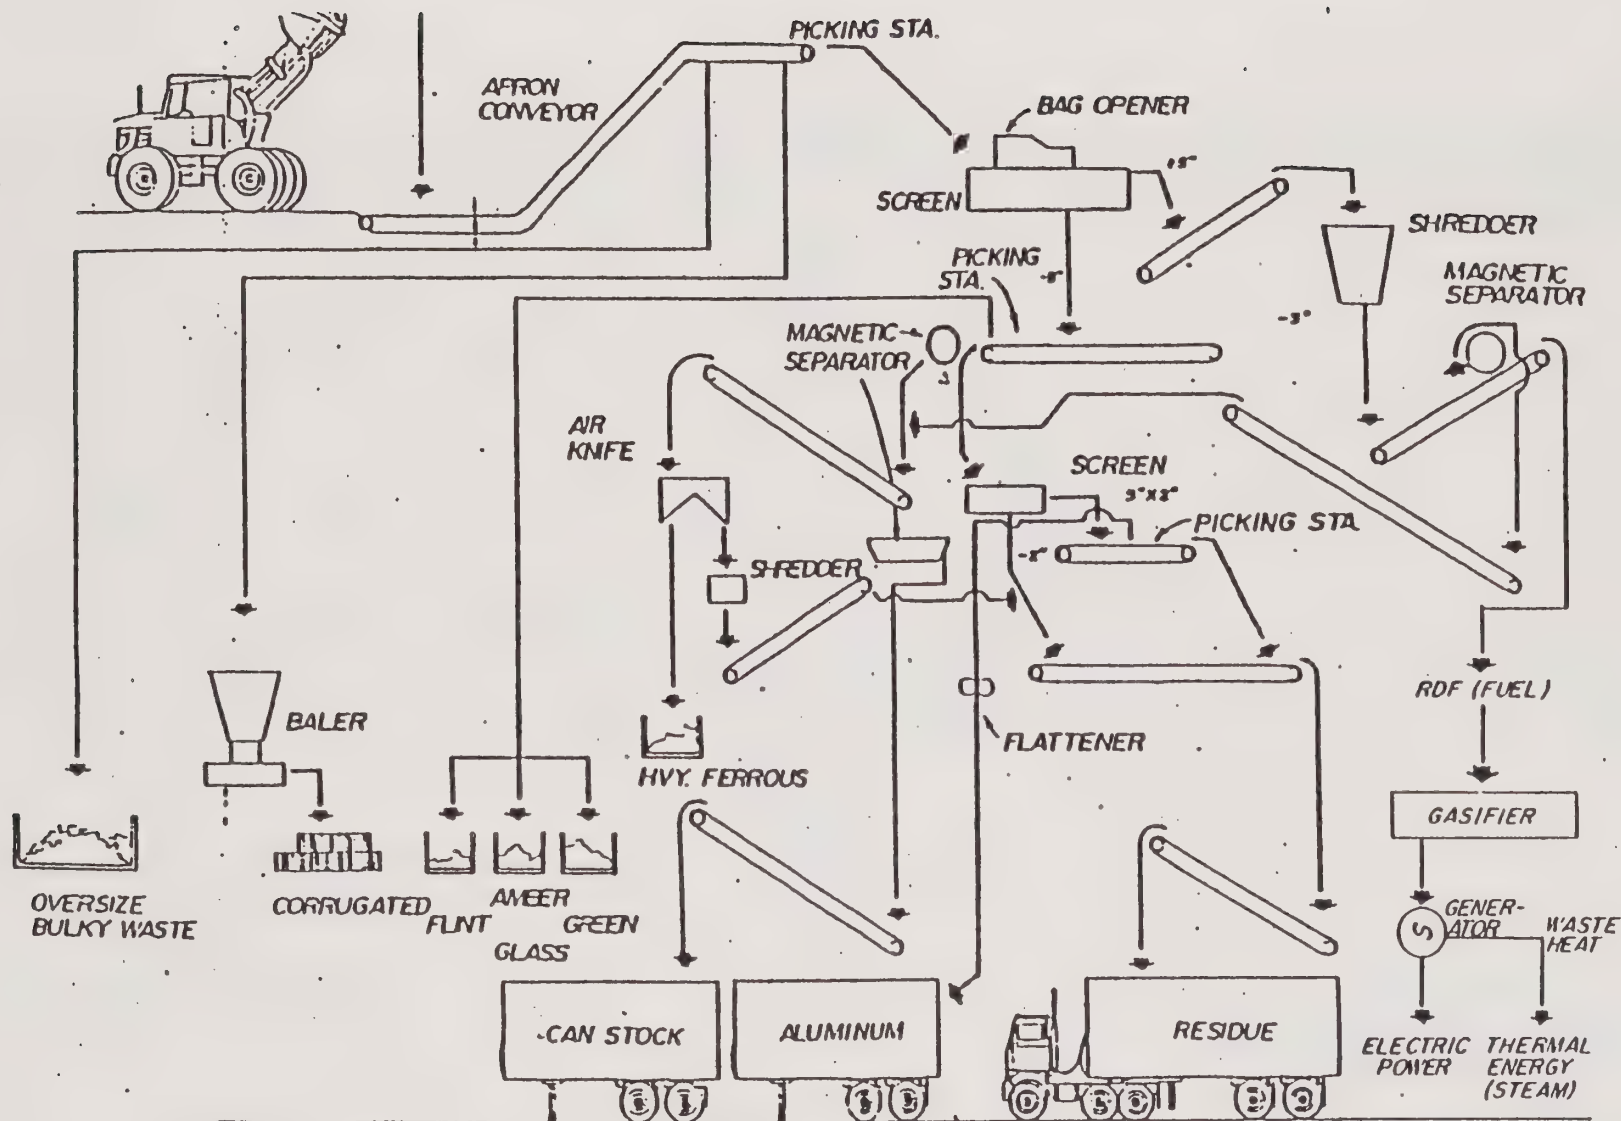 PICKING STA.
APRON
CONVEYOR
BAG OPENER
SCREEN
SHREDDER
PICKING
STA.
MAGNETIC
SEPARATOR
-3"
MAGNETIC
SEPARATOR
AIR
KNIFE
SCREEN
PICKING STA
SHREDDER
RDF (FUEL)
BALER
FLATTENER
HVY. FERROUS
GASIFIER
OVERSIZE
BULKY WASTE
CORRUGATED
FLINT
AMBER
GREEN
GLASS
S
GENER-
ATOR
WASTE
HEAT
CAN STOCK
ALUMINUM
RESIDUE
ELECTRIC
POWER
THERMAL
ENERGY
(STEAM)